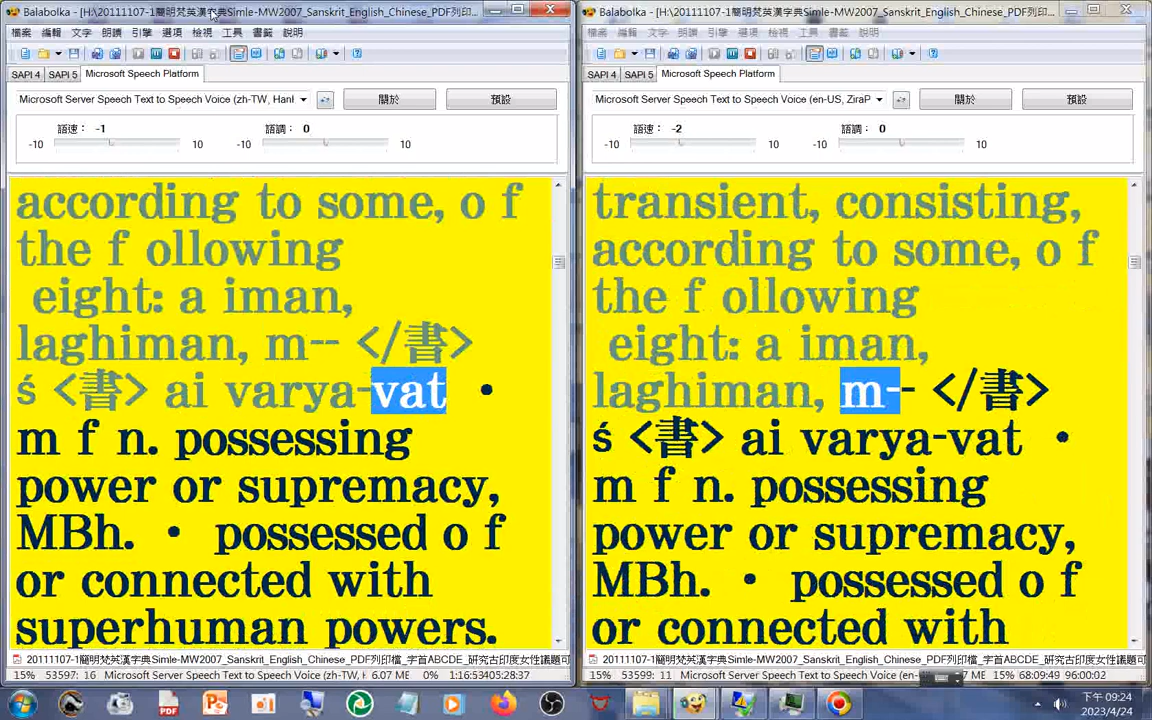 Balabolka - [H:\20111107-1簡明梵英漢字典Simle-MW2007_Sanskrit_English_Chinese_PDF列印...
檔案 編輯 文字 朗讀 引擎 選項 檢視 工具 書籤 說明
SAPI 4 SAPI 5 Microsoft Speech Platform
Microsoft Server Speech Text to Speech Voice (zh-TW, HanI
關於 預設
語速： -1 語調： 0
-10 10 -10 10
according to some, o f
the f ollowing
eight: a iman,
laghiman, m-- </書>
ś <書> ai varya-vat •
m f n. possessing
power or supremacy,
MBh. • possessed o f
or connected with
superhuman powers.
20111107-1簡明梵英漢字典Simle-MW2007_Sanskrit_English_Chinese_PDF列印檔_字首ABCDE_研究古印度女性議題可
15% 53597: 16 Microsoft Server Speech Text to Speech Voice (zh-TW, H 6.07 MB 0% 1:16:53405:28:37
Balabolka - [H:\20111107-1簡明梵英漢字典Simle-MW2007_Sanskrit_English_Chinese_PDF列印...
檔案 編輯 文字 朗讀 引擎 選項 檢視 工具 書籤 說明
SAPI 4 SAPI 5 Microsoft Speech Platform
Microsoft Server Speech Text to Speech Voice (en-US, ZiraP
關於 預設
語速： -2 語調： 0
-10 10 -10 10
transient, consisting,
according to some, o f
the f ollowing
eight: a iman,
laghiman, m-- </書>
ś <書> ai varya-vat •
m f n. possessing
power or supremacy,
MBh. • possessed o f
or connected with
20111107-1簡明梵英漢字典Simle-MW2007_Sanskrit_English_Chinese_PDF列印檔_字首ABCDE_研究古印度女性議題可
15% 53599: 11 Microsoft Server Speech Text to Speech Voice (en- 15% 68:09:49 96:00:02
PDF
下午 09:24
2023/4/24